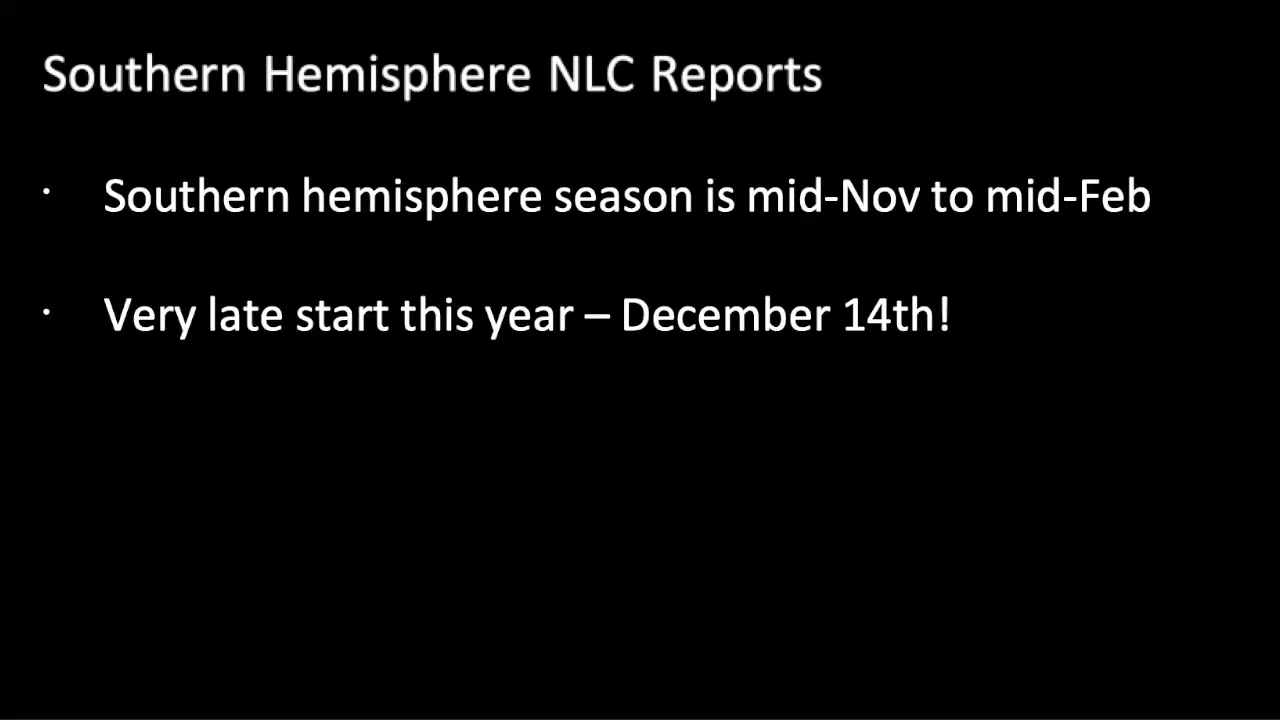 Southern Hemisphere NLC Reports
· Southern hemisphere season is mid-Nov to mid-Feb
· Very late start this year – December 14th!